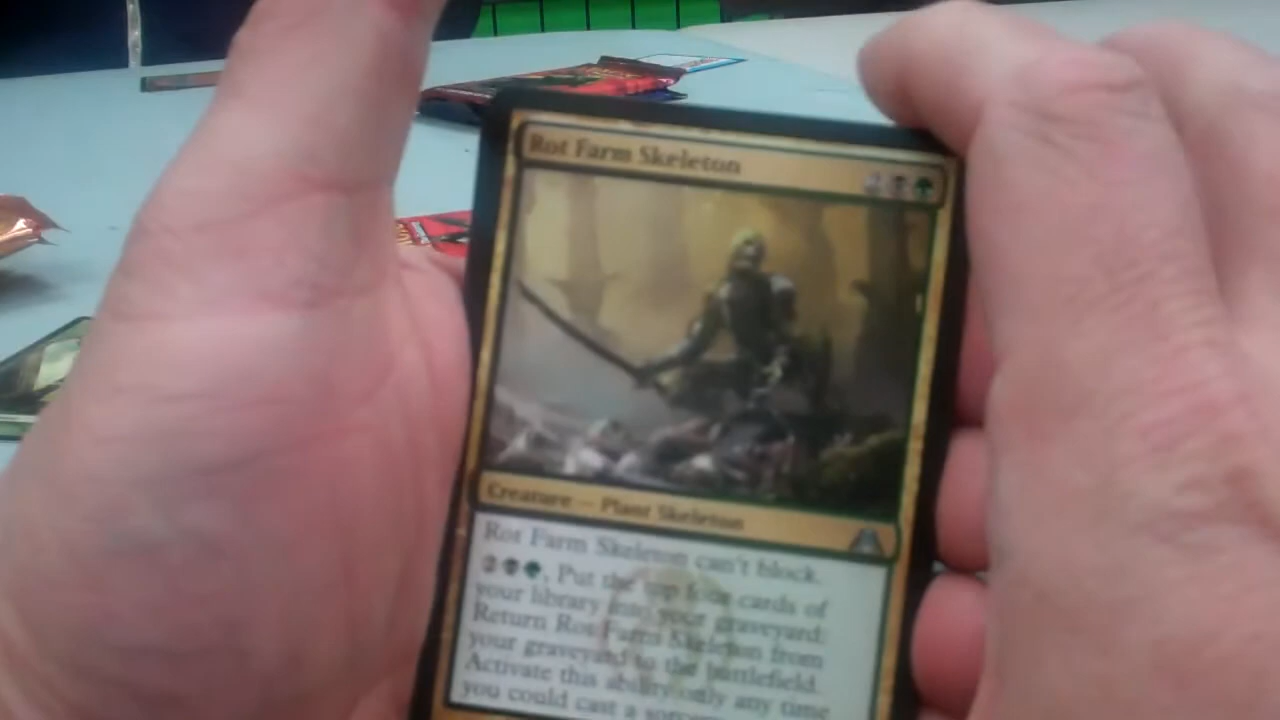 Rot Farm Skeleton
Creature — Plant Skeleton
Rot Farm Skeleton can't block.
2, Put the top four cards of
your library into your graveyard:
Return Rot Farm Skeleton from
your graveyard to the battlefield.
Activate this ability only any time
you could cast a